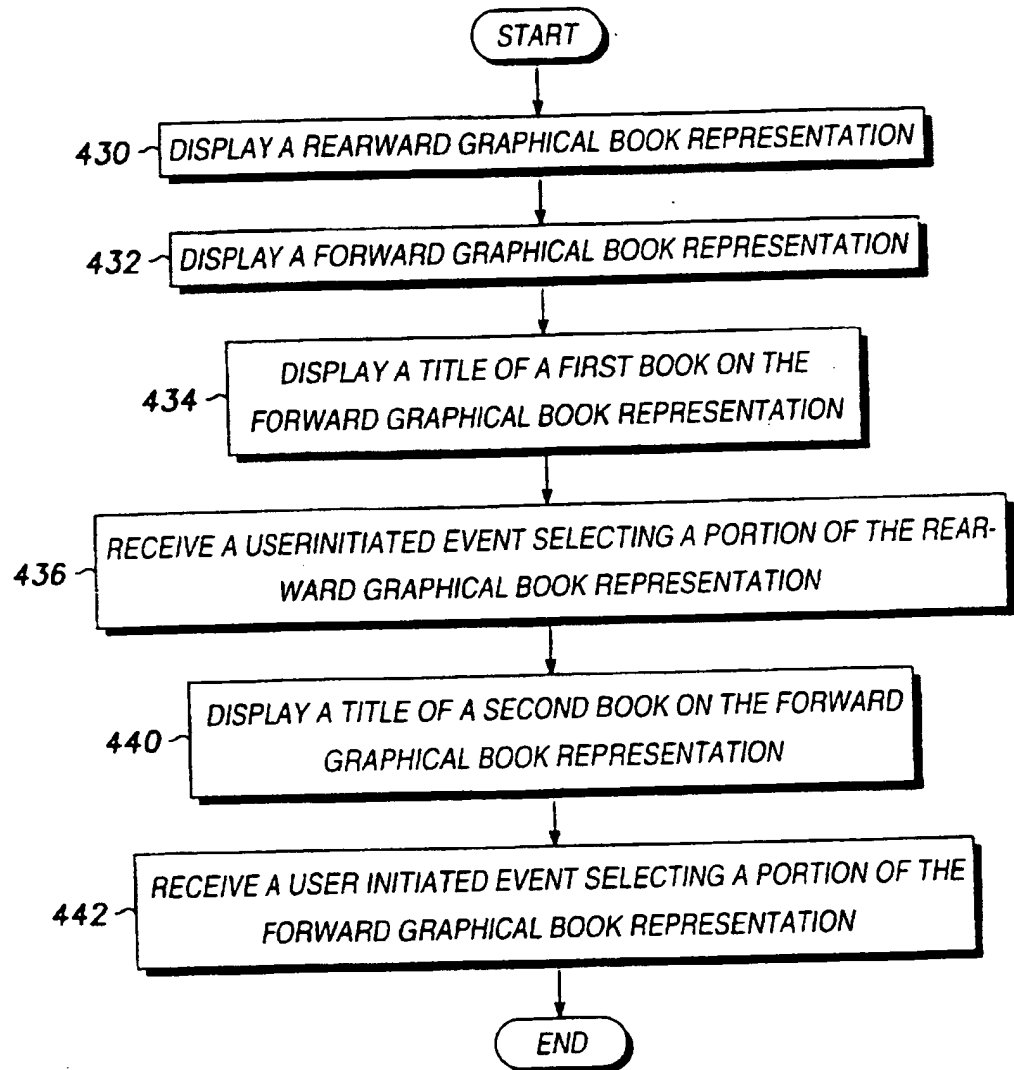 START
430 DISPLAY A REARWARD GRAPHICAL BOOK REPRESENTATION
432 DISPLAY A FORWARD GRAPHICAL BOOK REPRESENTATION
DISPLAY A TITLE OF A FIRST BOOK ON THE
434 FORWARD GRAPHICAL BOOK REPRESENTATION
RECEIVE A USERINITIATED EVENT SELECTING A PORTION OF THE REAR-
436 WARD GRAPHICAL BOOK REPRESENTATION
DISPLAY A TITLE OF A SECOND BOOK ON THE FORWARD
440 GRAPHICAL BOOK REPRESENTATION
RECEIVE A USER INITIATED EVENT SELECTING A PORTION OF THE
442 FORWARD GRAPHICAL BOOK REPRESENTATION
END